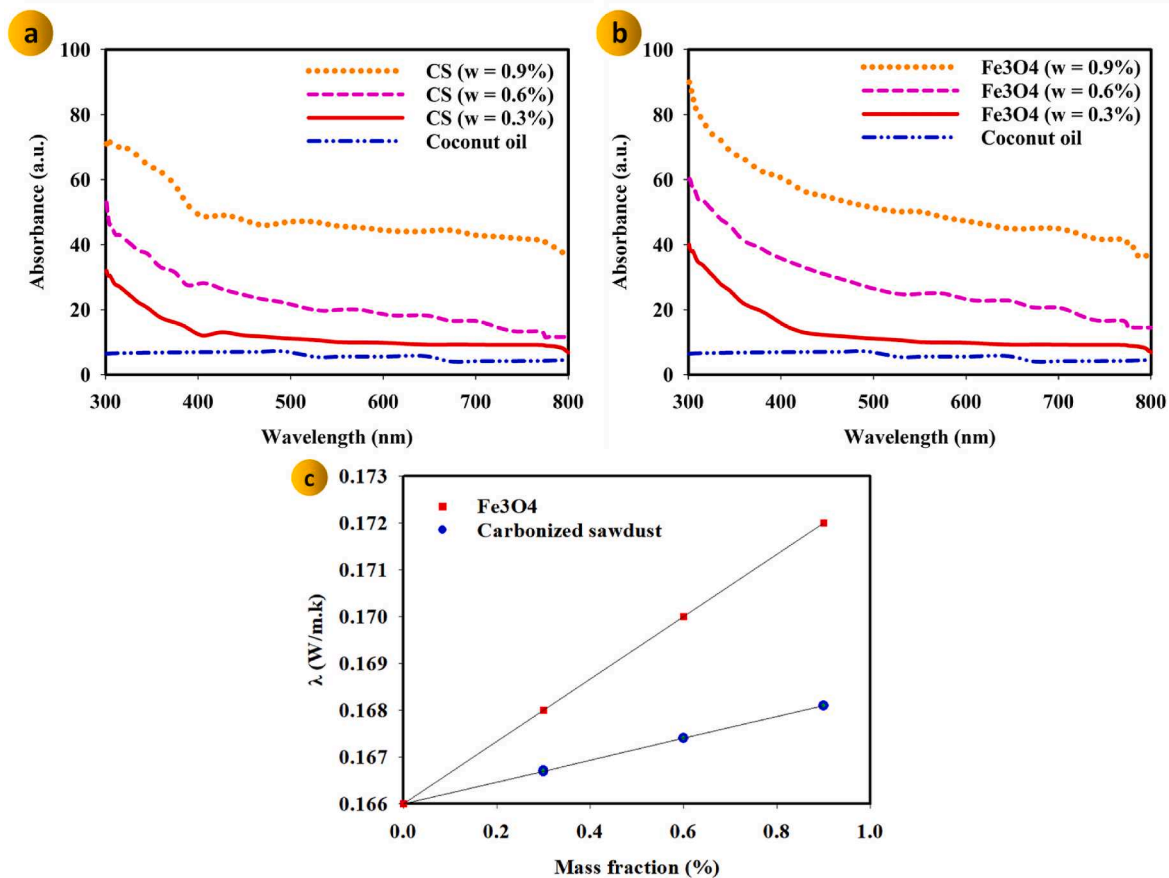 a
100
80
60
40
20
0
Absorbance (a.u.)
CS (w = 0.9%)
CS (w = 0.6%)
CS (w = 0.3%)
Coconut oil
300 400 500 600 700 800
Wavelength (nm)
b
100
80
60
40
20
0
Absorbance (a.u.)
Fe3O4 (w = 0.9%)
Fe3O4 (w = 0.6%)
Fe3O4 (w = 0.3%)
Coconut oil
300 400 500 600 700 800
Wavelength (nm)
c
0.173
0.172
0.171
0.170
0.169
0.168
0.167
0.166
λ (W/m.k)
Fe3O4
Carbonized sawdust
0.0 0.2 0.4 0.6 0.8 1.0
Mass fraction (%)